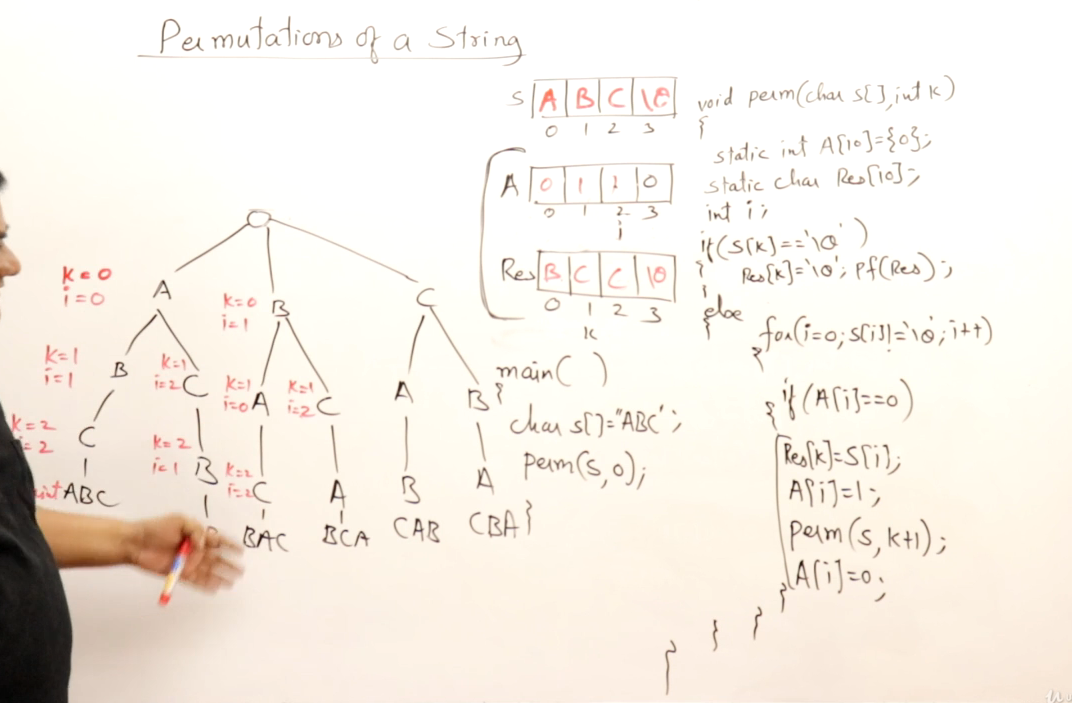 Permutations of a String
S A B C \0
0 1 2 3
A 0 1 1 0
0 1 2 3
i
Res B C C \0
0 1 2 3
k
void perm(char s[],int k)
{
static int A[10]={0};
static char Res[10];
int i;
if(S[k]=='\0')
{ Res[k]='\0'; Pf(Res);
}
else
{
for(i=0;S[i]!='\0';i++)
{
if(A[i]==0)
{
Res[k]=S[i];
A[i]=1;
perm(s,k+1);
A[i]=0;
}
} }
}
main( )
{
char s[]="ABC";
perm(s,0);
}
k=0
i=0
A
k=0
i=1
B
C
k=1
i=1
B
k=1
i=2
C
k=1
i=0
A
k=1
i=2
C
A
B
k=2
i=2
C
k=2
i=1
B
k=2
i=2
C
A
B
A
ABC
BAC
BCA
CAB
CBA